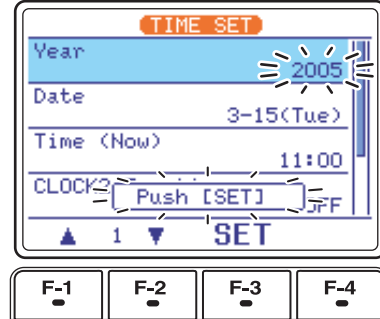 TIME SET
Year
2005
Date
3-15(Tue)
Time (Now)
11:00
CLOCK2
Push [SET]
▲ 1 ▼ SET
F-1 F-2 F-3 F-4